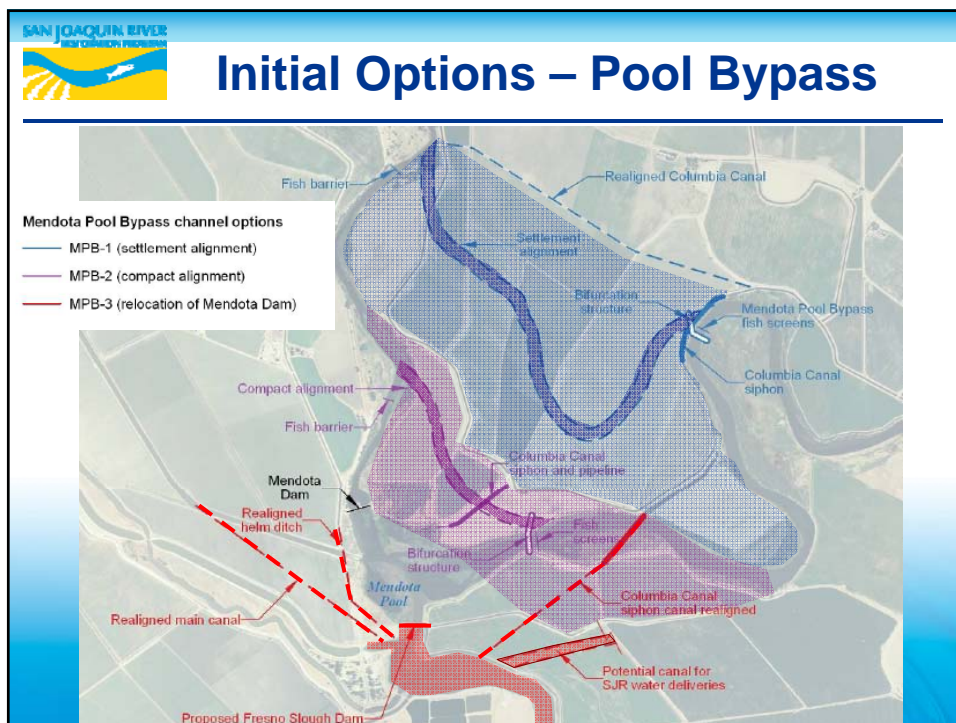 SAN JOAQUIN RIVER
RESTORATION PROGRAM
Initial Options – Pool Bypass
Fish barrier
Realigned Columbia Canal
Mendota Pool Bypass channel options
MPB-1 (settlement alignment)
MPB-2 (compact alignment)
MPB-3 (relocation of Mendota Dam)
Settlement
alignment
Bifurcation
structure
Mendota Pool Bypass
fish screens
Columbia Canal
siphon
Compact alignment
Fish barrier
Columbia Canal
siphon and pipeline
Mendota
Dam
Realigned
helm ditch
Fish
screens
Bifurcation
structure
Mendota
Pool
Columbia Canal
siphon canal realigned
Realigned main canal
Potential canal for
SJR water deliveries
Proposed Fresno Slough Dam